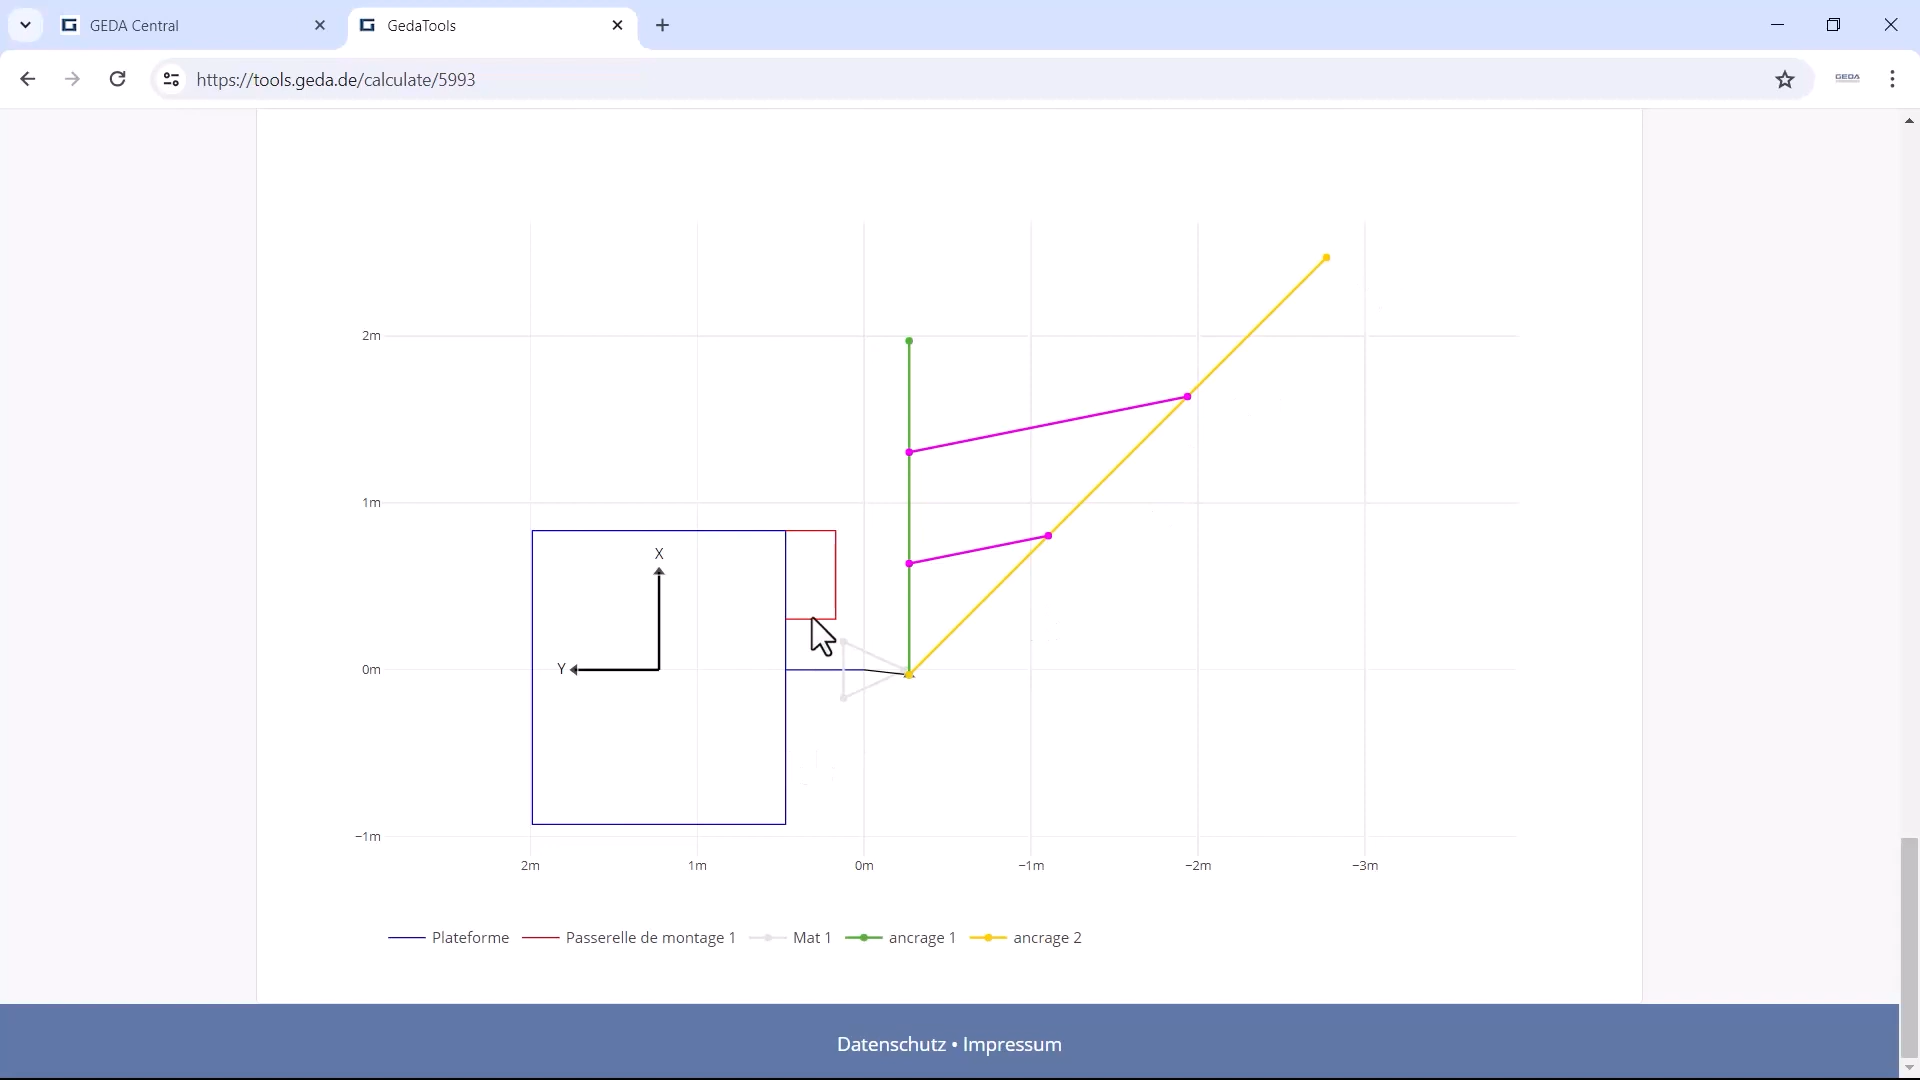 GEDA Central
GedaTools
https://tools.geda.de/calculate/5993
GEDA
2m
1m
X
Y
0m
−1m
2m 1m 0m −1m −2m −3m
Plateforme Passerelle de montage 1 Mat 1 ancrage 1 ancrage 2
Datenschutz • Impressum